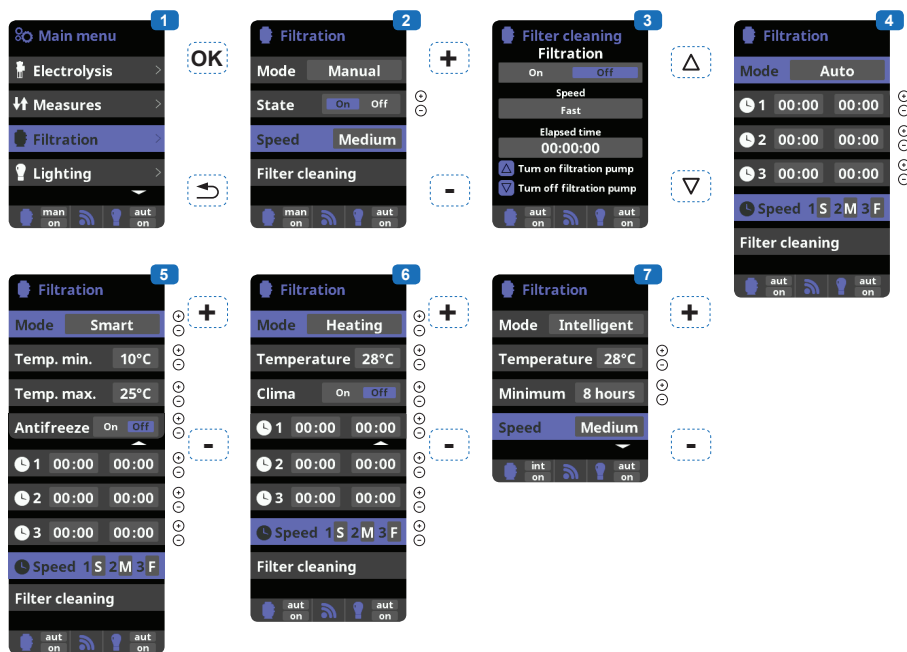 1
Main menu
Electrolysis
Measures
Filtration
Lighting
man
on
aut
on
OK
2
Filtration
Mode Manual
State On Off
Speed Medium
Filter cleaning
man
on
aut
on
+
-
3
Filter cleaning
Filtration
On Off
Speed
Fast
Elapsed time
00:00:00
Turn on filtration pump
Turn off filtration pump
aut
on
aut
on
4
Filtration
Mode Auto
1 00:00 00:00
2 00:00 00:00
3 00:00 00:00
Speed 1 S 2 M 3 F
Filter cleaning
aut
on
aut
on
5
Filtration
Mode Smart
Temp. min. 10°C
Temp. max. 25°C
Antifreeze On Off
1 00:00 00:00
2 00:00 00:00
3 00:00 00:00
Speed 1 S 2 M 3 F
Filter cleaning
aut
on
aut
on
+
-
6
Filtration
Mode Heating
Temperature 28°C
Clima On Off
1 00:00 00:00
2 00:00 00:00
3 00:00 00:00
Speed 1 S 2 M 3 F
Filter cleaning
aut
on
aut
on
+
-
7
Filtration
Mode Intelligent
Temperature 28°C
Minimum 8 hours
Speed Medium
int
on
aut
on
+
-